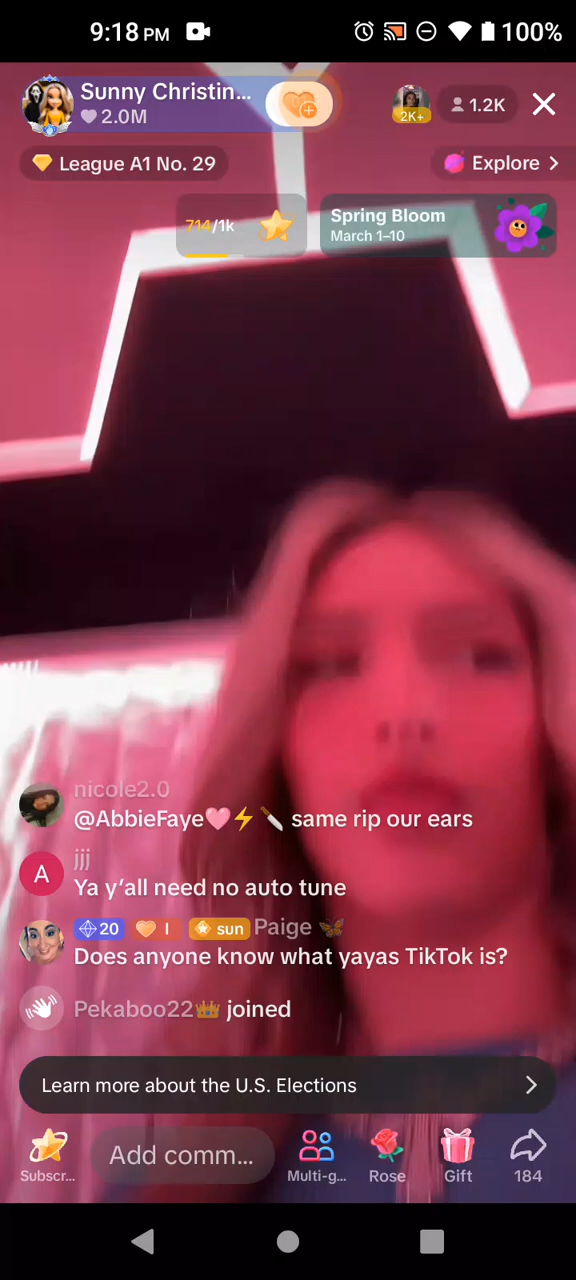 9:18 PM
100%
Sunny Christin...
2.0M
2K+
1.2K
League A1 No. 29
Explore >
714/1k
Spring Bloom
March 1–10
nicole2.0
@AbbieFaye🩷⚡🔪 same rip our ears
A
jjj
Ya y’all need no auto tune
20 I sun Paige 🦋
Does anyone know what yayas TikTok is?
Pekaboo22👑 joined
Learn more about the U.S. Elections
Subscr...
Add comm...
Multi-g...
Rose
Gift
184